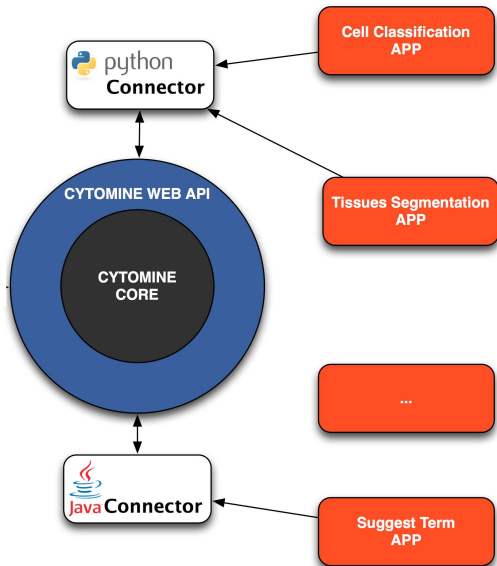 Cell Classification
APP
python
Connector
CYTOMINE WEB API
Tissues Segmentation
APP
CYTOMINE
CORE
...
Java Connector
Suggest Term
APP